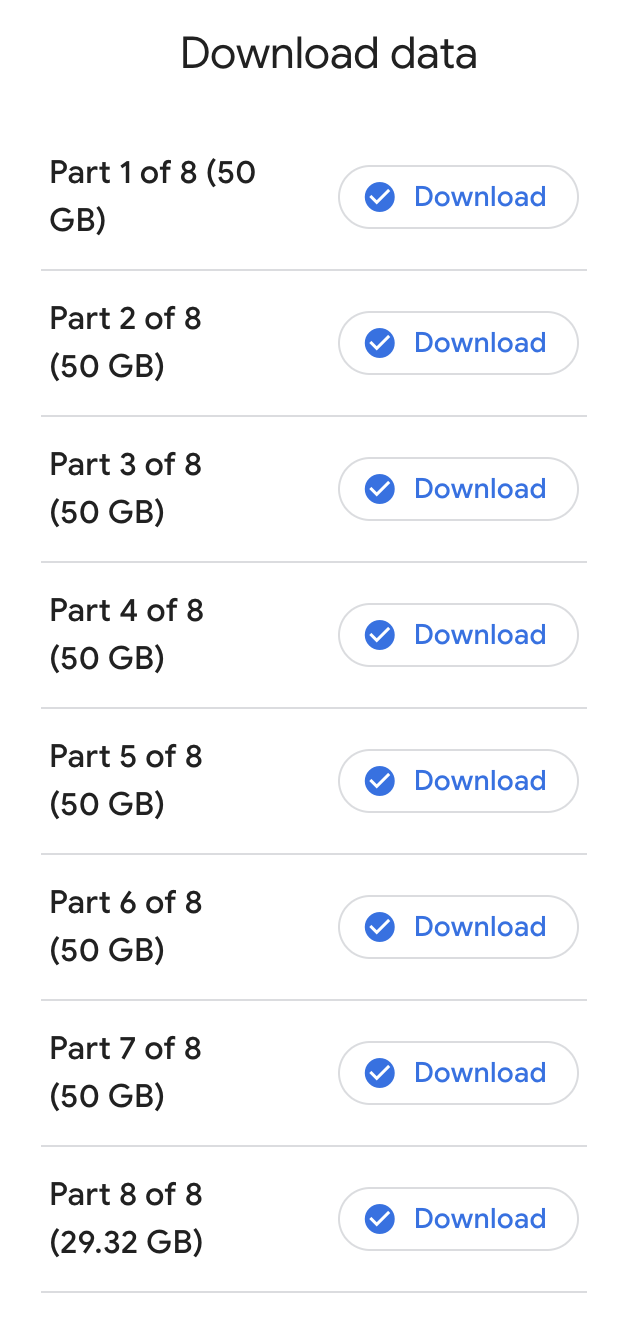 Download data
Part 1 of 8 (50
GB)
Download
Part 2 of 8
(50 GB)
Download
Part 3 of 8
(50 GB)
Download
Part 4 of 8
(50 GB)
Download
Part 5 of 8
(50 GB)
Download
Part 6 of 8
(50 GB)
Download
Part 7 of 8
(50 GB)
Download
Part 8 of 8
(29.32 GB)
Download